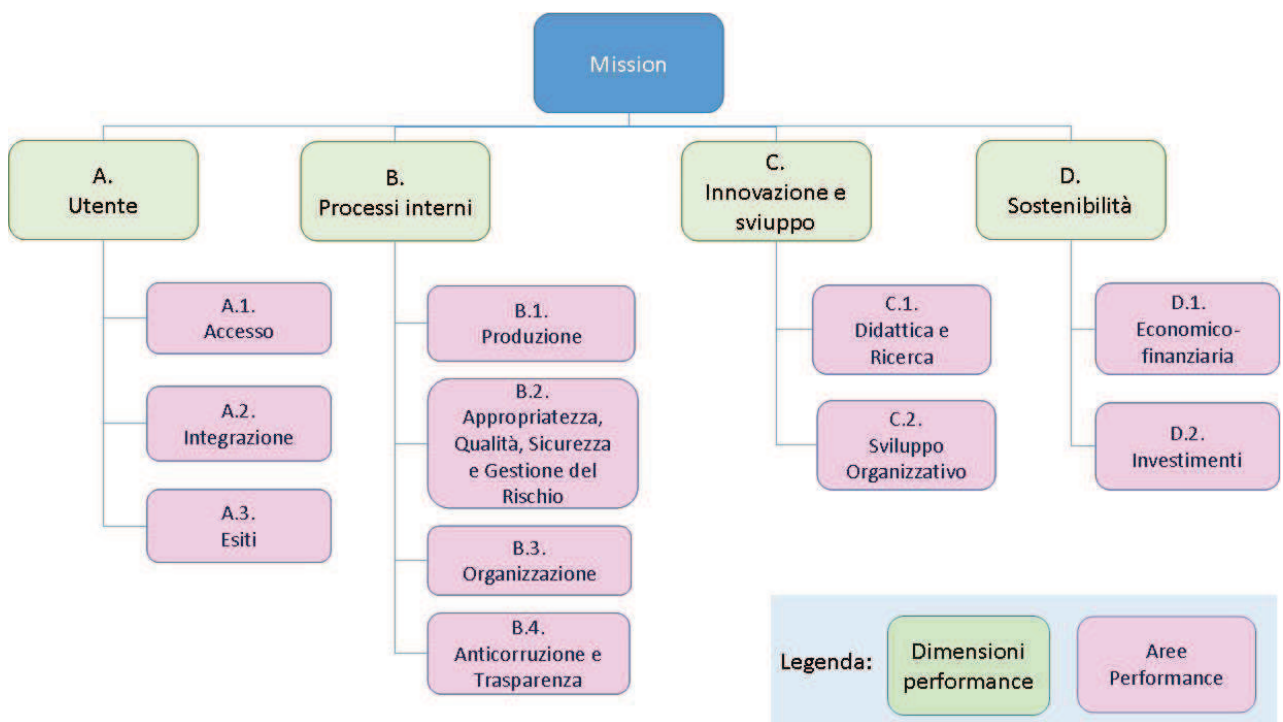 Mission
A.
Utente
B.
Processi interni
C.
Innovazione e
sviuppo
D.
Sostenibilità
A.1.
Accesso
A.2.
Integrazione
A.3.
Esiti
B.1.
Produzione
B.2.
Appropriatezza,
Qualità, Sicurezza
e Gestione del
Rischio
B.3.
Organizzazione
B.4.
Anticorruzione e
Trasparenza
C.1.
Didattica e
Ricerca
C.2.
Sviluppo
Organizzativo
D.1.
Economico-
finanziaria
D.2.
Investimenti
Legenda:
Dimensioni
performance
Aree
Performance